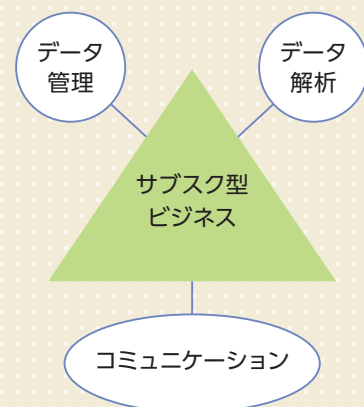 データ
管理
データ
解析
サブスク型
ビジネス
コミュニケーション